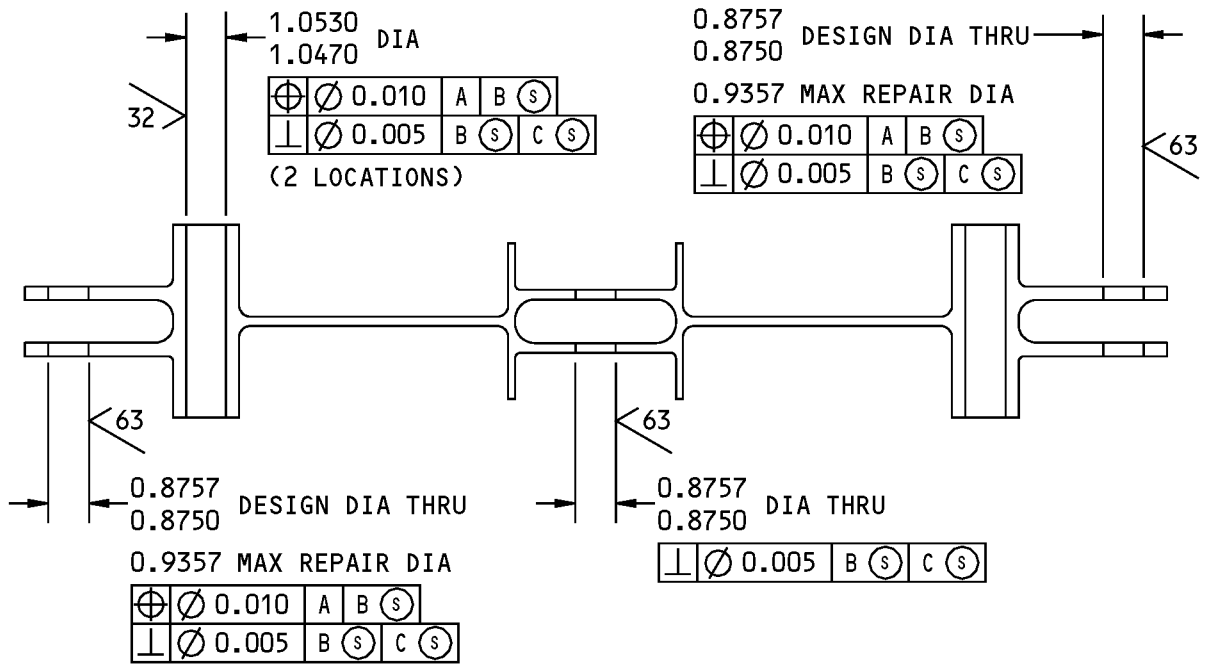 1.0530
1.0470 DIA
⌖ ⌀ 0.010 A B Ⓢ
⊥ ⌀ 0.005 B Ⓢ C Ⓢ
(2 LOCATIONS)
32
0.8757
0.8750 DESIGN DIA THRU
0.9357 MAX REPAIR DIA
⌖ ⌀ 0.010 A B Ⓢ
⊥ ⌀ 0.005 B Ⓢ C Ⓢ
63
63
0.8757
0.8750 DESIGN DIA THRU
0.9357 MAX REPAIR DIA
⌖ ⌀ 0.010 A B Ⓢ
⊥ ⌀ 0.005 B Ⓢ C Ⓢ
63
0.8757
0.8750 DIA THRU
⊥ ⌀ 0.005 B Ⓢ C Ⓢ